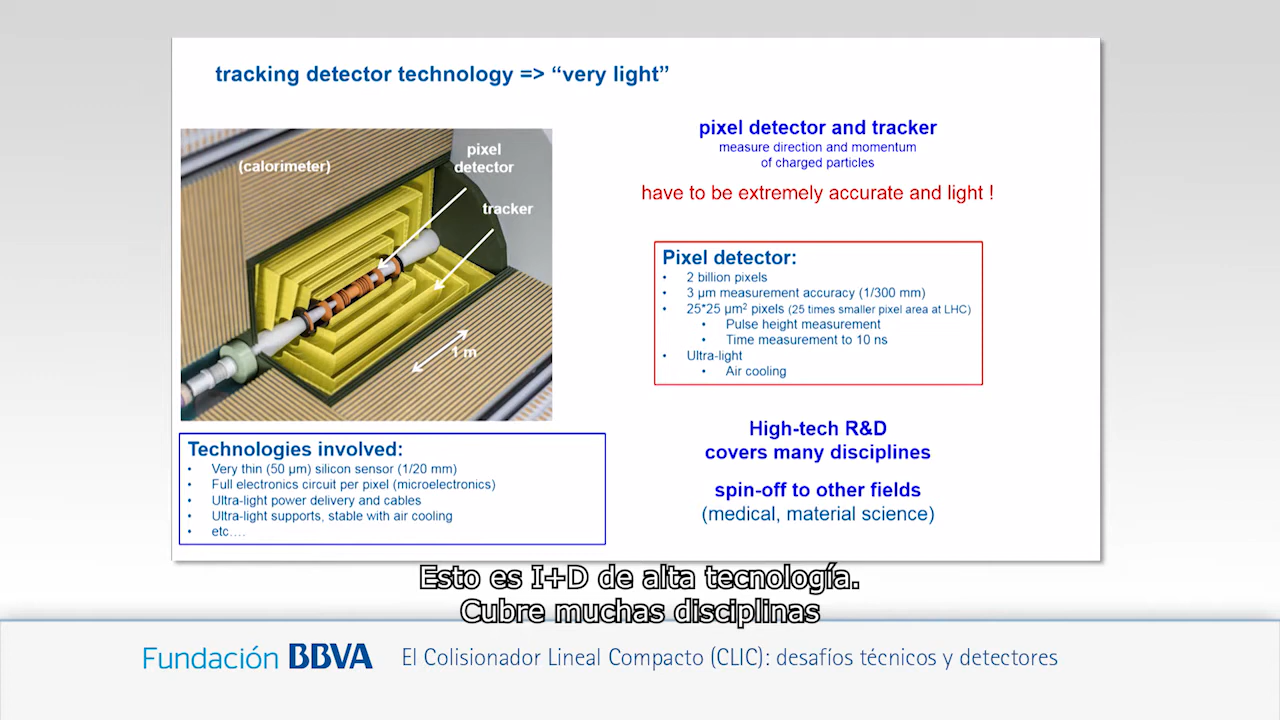 tracking detector technology => “very light”
(calorimeter)
pixel
detector
tracker
1 m
pixel detector and tracker
measure direction and momentum
of charged particles
have to be extremely accurate and light !
Pixel detector:
• 2 billion pixels
• 3 µm measurement accuracy (1/300 mm)
• 25*25 µm² pixels (25 times smaller pixel area at LHC)
• Pulse height measurement
• Time measurement to 10 ns
• Ultra-light
• Air cooling
Technologies involved:
• Very thin (50 µm) silicon sensor (1/20 mm)
• Full electronics circuit per pixel (microelectronics)
• Ultra-light power delivery and cables
• Ultra-light supports, stable with air cooling
• etc....
High-tech R&D
covers many disciplines
spin-off to other fields
(medical, material science)
Esto es I+D de alta tecnología.
Cubre muchas disciplinas
Fundación BBVA El Colisionador Lineal Compacto (CLIC): desafíos técnicos y detectores